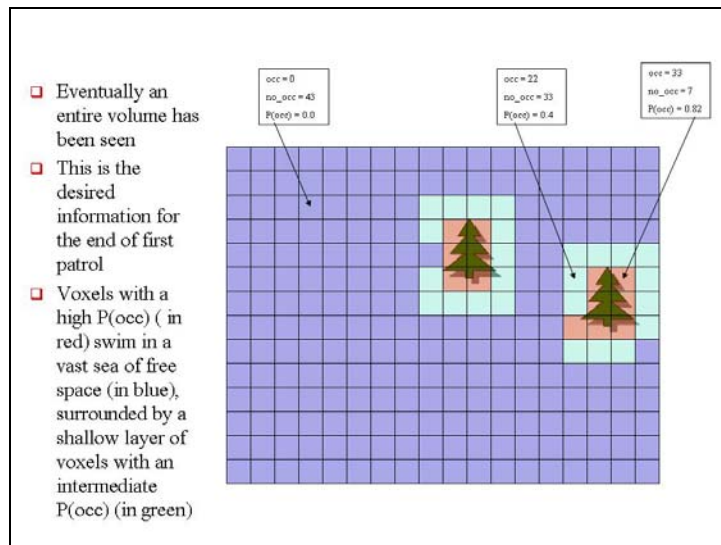 Eventually an
entire volume has
been seen
This is the
desired
information for
the end of first
patrol
Voxels with a
high P(occ) ( in
red) swim in a
vast sea of free
space (in blue),
surrounded by a
shallow layer of
voxels with an
intermediate
P(occ) (in green)
occ = 0
no_occ = 43
P(occ) = 0.0
occ = 22
no_occ = 33
P(occ) = 0.4
occ = 33
no_occ = 7
P(occ) = 0.82